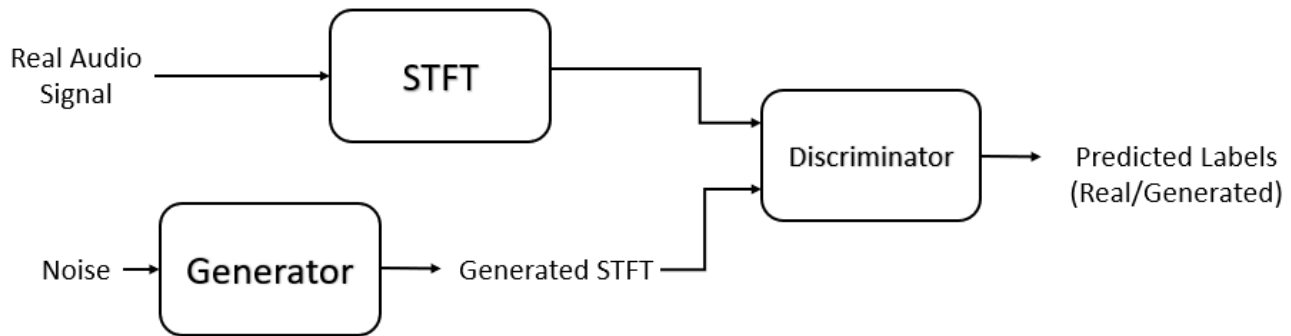 Real Audio
Signal
STFT
Discriminator
Predicted Labels
(Real/Generated)
Noise
Generator
Generated STFT